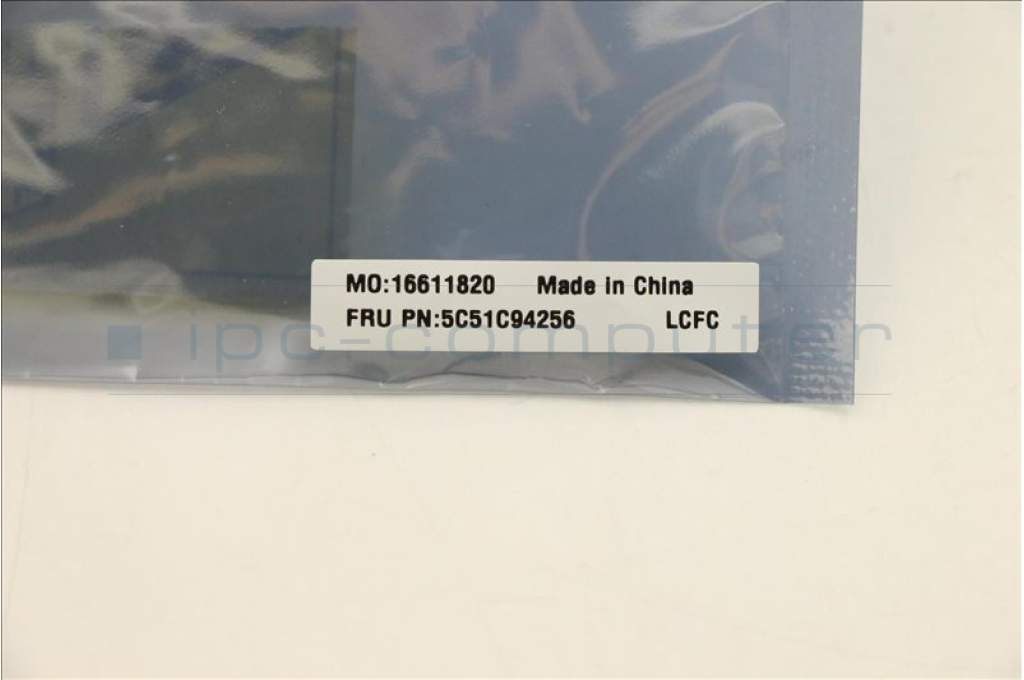 MO:16611820 Made in China
FRU PN:5C51C94256 LCFC
ipc-computer